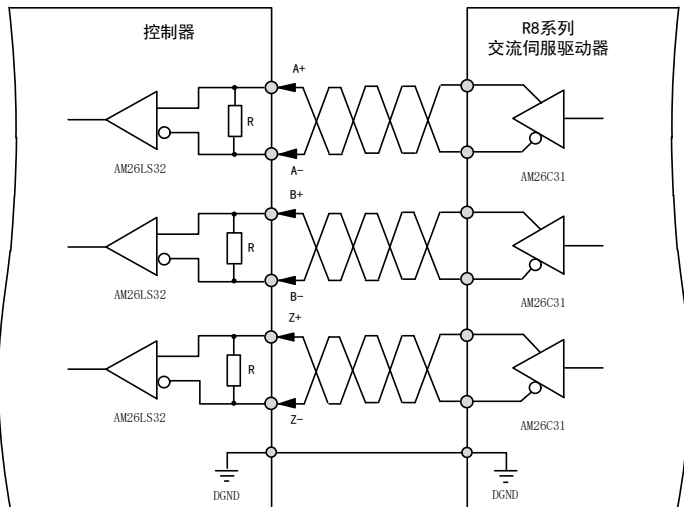 控制器
R8系列
交流伺服驱动器
A+
R
A-
AM26LS32
AM26C31
B+
R
B-
AM26LS32
AM26C31
Z+
R
Z-
AM26LS32
AM26C31
DGND
DGND